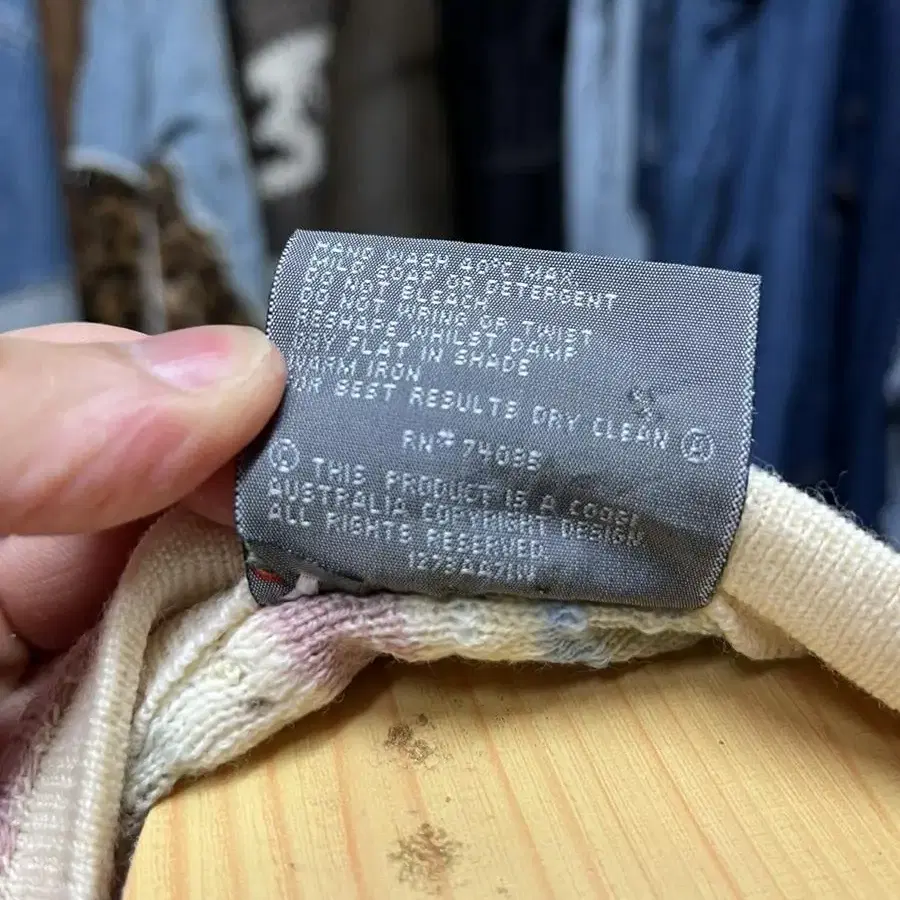 3
HAND WASH 40°C MAX
MILD SOAP OR DETERGENT
DO NOT BLEACH
DO NOT WRING OR TWIST
RESHAPE WHILST DAMP
DRY FLAT IN SHADE
WARM IRON
FOR BEST RESULTS DRY CLEAN Ⓐ
RN#
© THIS PRODUCT IS A COOGI
AUSTRALIA COPYRIGHT DESIGN
ALL RIGHTS RESERVED